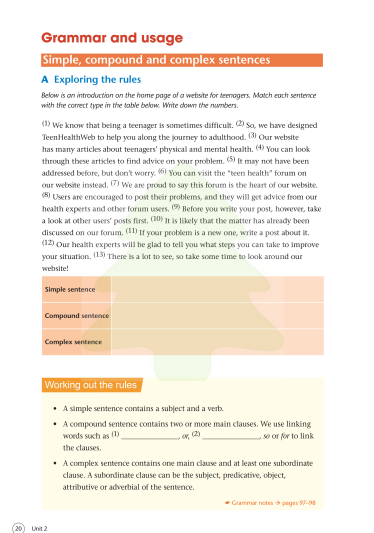 Grammar and usage
Simple, compound and complex sentences
A Exploring the rules
Below is an introduction on the home page of a website for teenagers. Match each sentence
with the correct type in the table below. Write down the numbers.
(1) We know that being a teenager is sometimes difficult. (2) So, we have designed
TeenHealthWeb to help you along the journey to adulthood. (3) Our website
has many articles about teenagers' physical and mental health. (4) You can look
through these articles to find advice on your problem. (5) It may not have been
addressed before, but don't worry. (6) You can visit the "teen health" forum on
our website instead. (7) We are proud to say this forum is the heart of our website.
(8) Users are encouraged to post their problems, and they will get advice from our
health experts and other forum users. (9) Before you write your post, however, take
a look at other users' posts first. (10) It is likely that the matter has already been
discussed on our forum. (11) If your problem is a new one, write a post about it.
(12) Our health experts will be glad to tell you what steps you can take to improve
your situation. (13) There is a lot to see, so take some time to look around our
website!
Simple sentence
Compound sentence
Complex sentence
Working out the rules
• A simple sentence contains a subject and a verb.
• A compound sentence contains two or more main clauses. We use linking
words such as (1) ________________, or, (2) ________________, so or for to link
the clauses.
• A complex sentence contains one main clause and at least one subordinate
clause. A subordinate clause can be the subject, predicative, object,
attributive or adverbial of the sentence.
☛ Grammar notes → pages 97–98
20 Unit 2